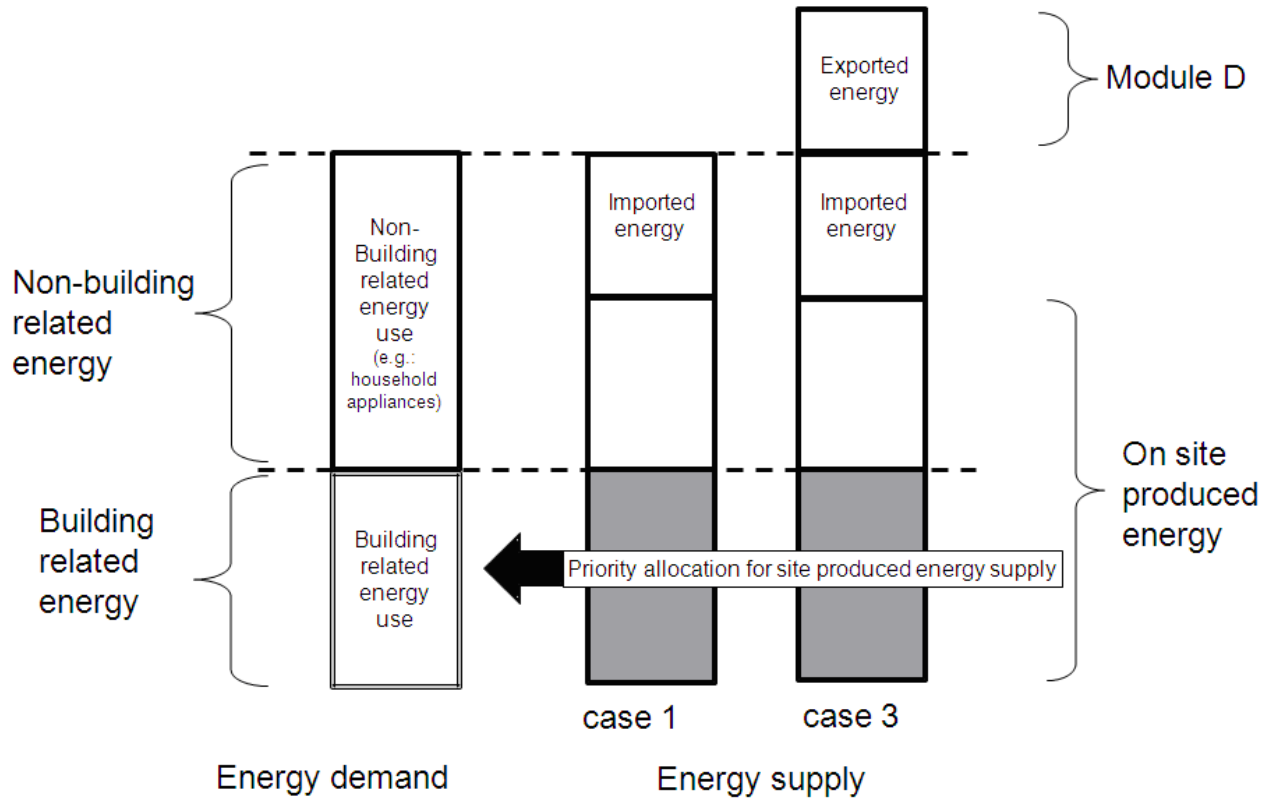 Exported
energy
Module D
Non-building
related
energy
Non-
Building
related
energy
use
(e.g.:
household
appliances)
Imported
energy
Imported
energy
Building
related
energy
Building
related
energy
use
Priority allocation for site produced energy supply
On site
produced
energy
case 1
case 3
Energy demand
Energy supply